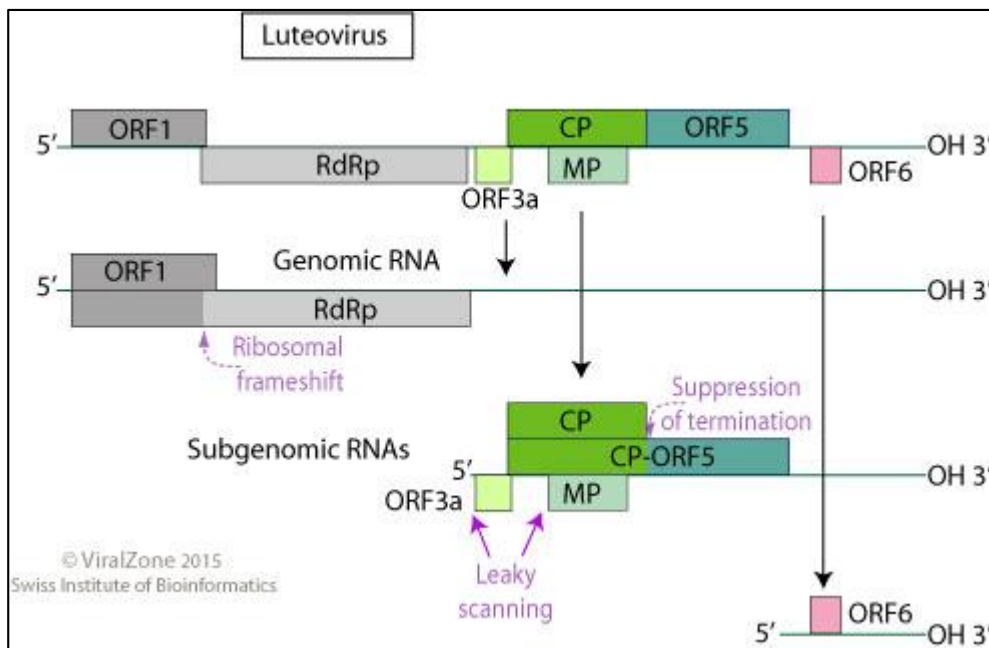 Luteovirus
ORF1 CP ORF5
5' OH 3'
RdRp MP
ORF3a ORF6
ORF1 Genomic RNA
5' OH 3'
RdRp
Ribosomal
frameshift
Suppression
of termination
CP
Subgenomic RNAs
CP-ORF5
5' OH 3'
ORF3a MP
© ViralZone 2015
Swiss Institute of Bioinformatics
Leaky
scanning
ORF6
5' OH 3'